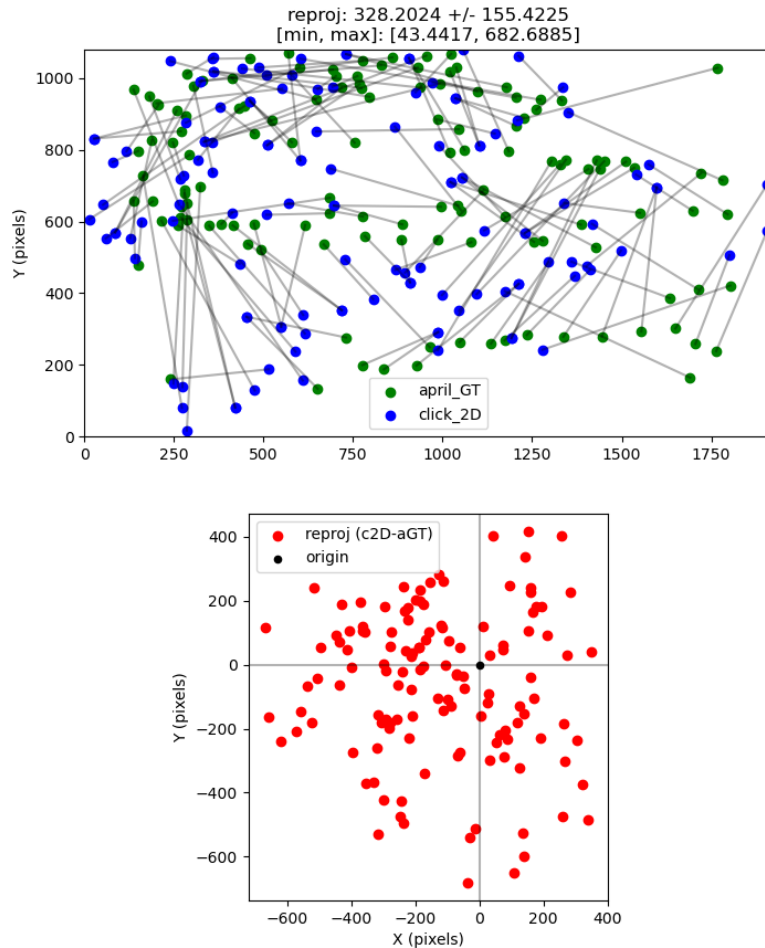 reproj: 328.2024 +/- 155.4225
[min, max]: [43.4417, 682.6885]
1000
800
600
400
200
0
Y (pixels)
april_GT
click_2D
0 250 500 750 1000 1250 1500 1750
400
200
0
−200
−400
−600
Y (pixels)
reproj (c2D-aGT)
origin
−600 −400 −200 0 200 400
X (pixels)